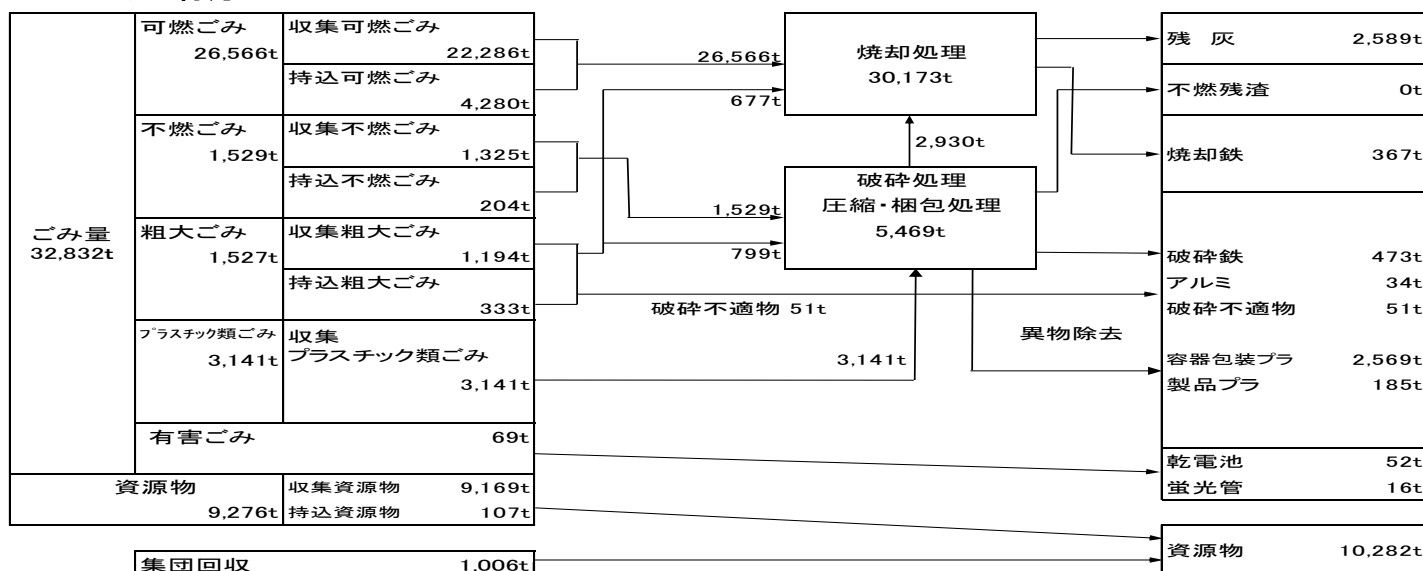 可燃ごみ
26,566t
収集可燃ごみ
22,286t
持込可燃ごみ
4,280t
不燃ごみ
1,529t
収集不燃ごみ
1,325t
持込不燃ごみ
204t
ごみ量
32,832t
粗大ごみ
1,527t
収集粗大ごみ
1,194t
持込粗大ごみ
333t
プラスチック類ごみ
3,141t
収集
プラスチック類ごみ
3,141t
有害ごみ 69t
資源物
9,276t
収集資源物 9,169t
持込資源物 107t
集団回収 1,006t
26,566t
677t
1,529t
799t
破砕不適物 51t
3,141t
焼却処理
30,173t
2,930t
破砕処理
圧縮・梱包処理
5,469t
異物除去
残 灰 2,589t
不燃残渣 0t
焼却鉄 367t
破砕鉄 473t
アルミ 34t
破砕不適物 51t
容器包装プラ 2,569t
製品プラ 185t
乾電池 52t
蛍光管 16t
資源物 10,282t